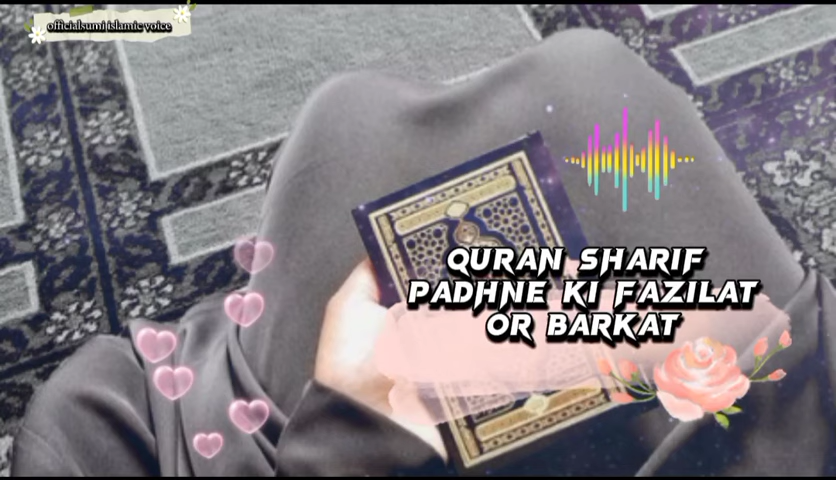 officialsumi islamic voice
QURAN SHARIF
PADHNE KI FAZILAT
OR BARKAT